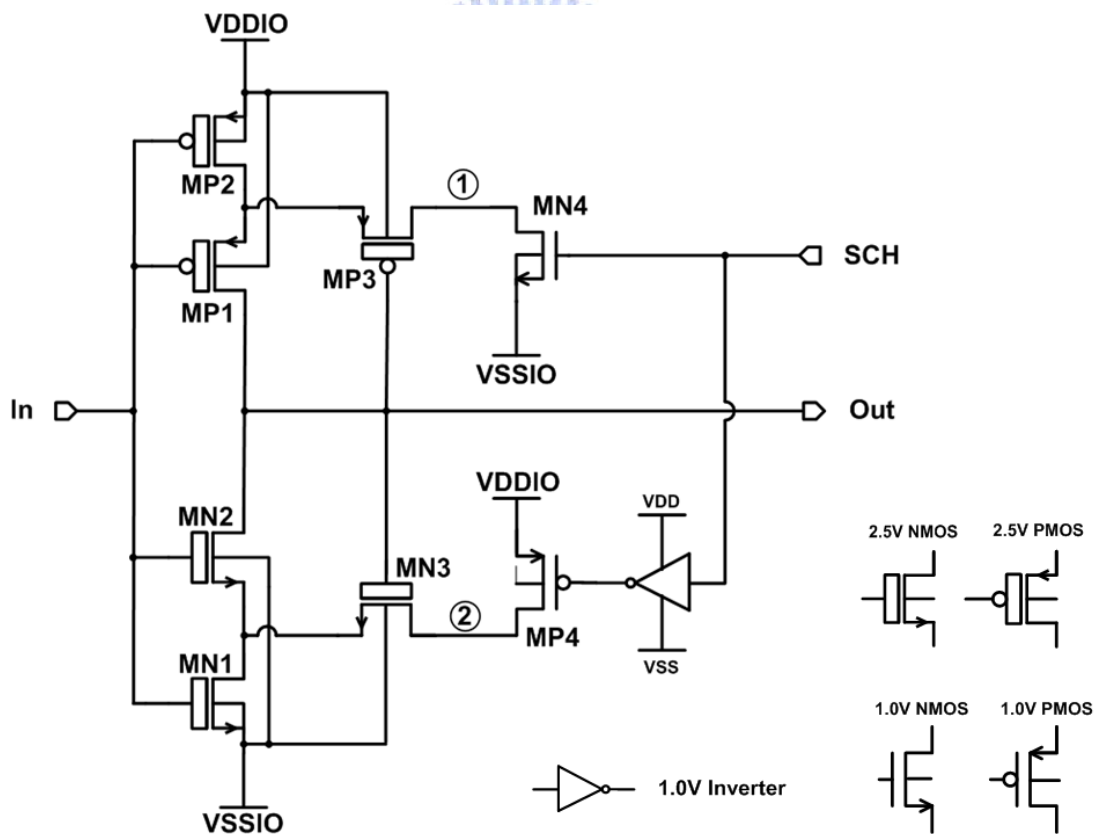 VDDIO
MP2
①
MN4
MP3
SCH
MP1
VSSIO
In
Out
VDDIO
VDD
MN2
MN3
2.5V NMOS
2.5V PMOS
②
MP4
MN1
VSS
1.0V NMOS
1.0V PMOS
1.0V Inverter
VSSIO